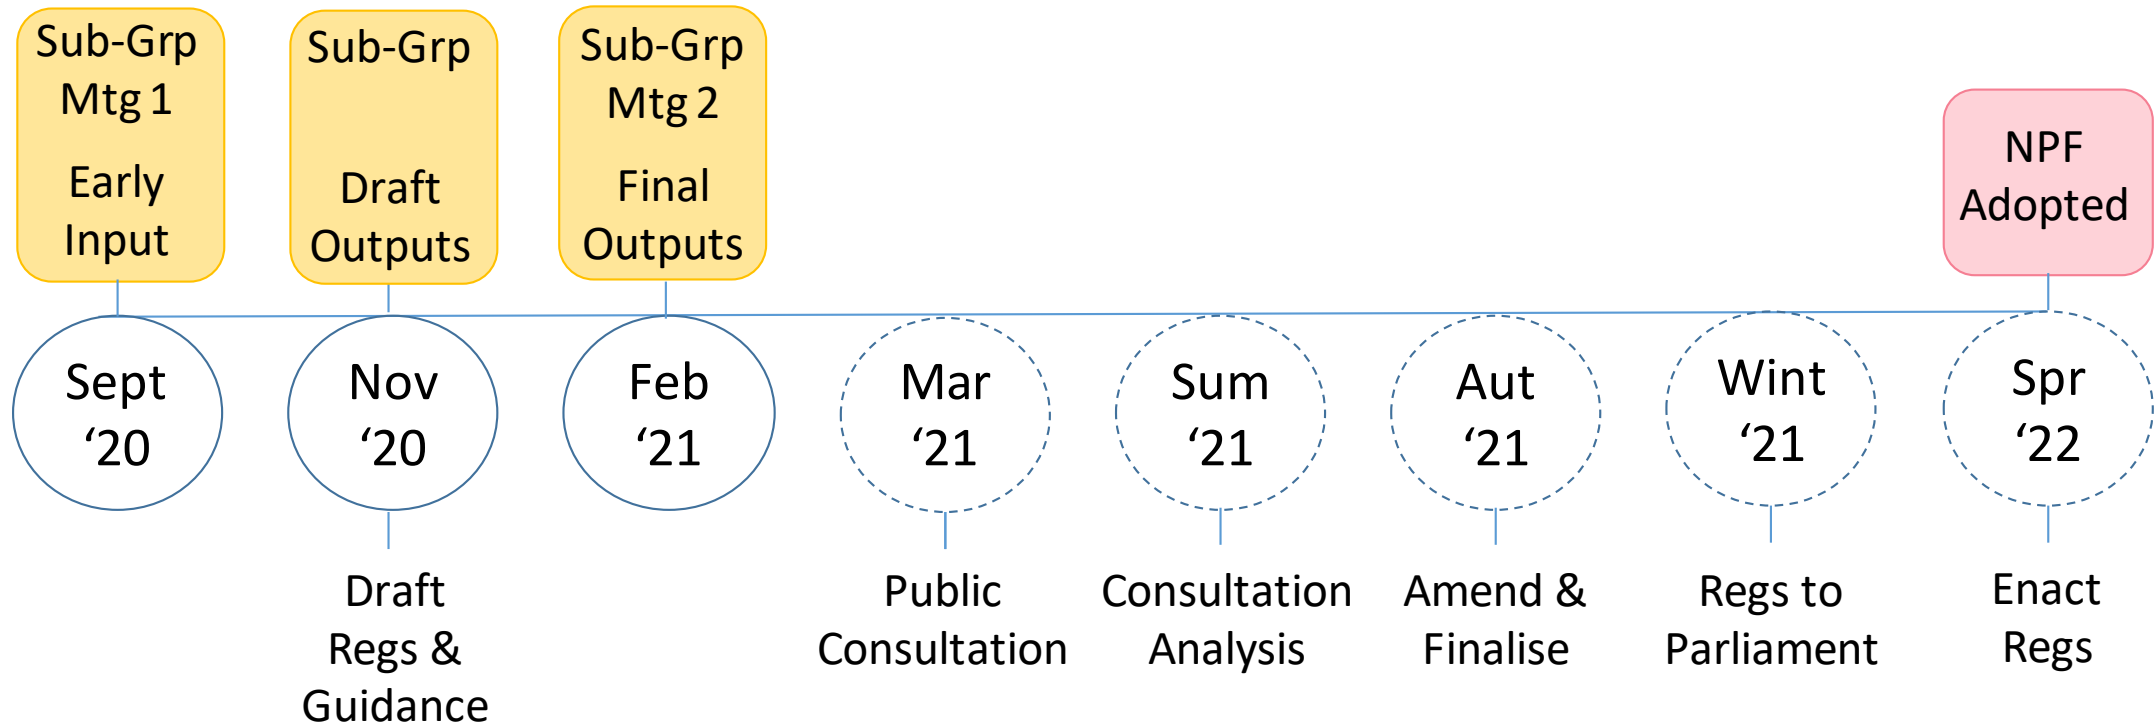 Sub-Grp
Mtg 1
Early
Input
Sub-Grp
Draft
Outputs
Sub-Grp
Mtg 2
Final
Outputs
NPF
Adopted
Sept
‘20
Nov
‘20
Feb
‘21
Mar
‘21
Sum
‘21
Aut
‘21
Wint
‘21
Spr
‘22
Draft
Regs &
Guidance
Public
Consultation
Consultation
Analysis
Amend &
Finalise
Regs to
Parliament
Enact
Regs